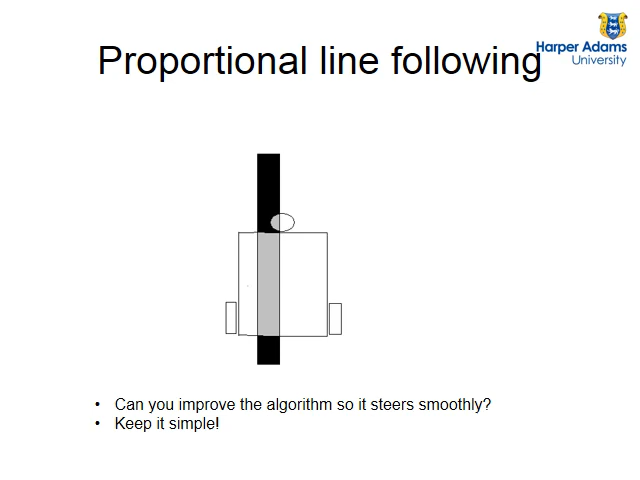 Proportional line following
Harper Adams
University
• Can you improve the algorithm so it steers smoothly?
• Keep it simple!